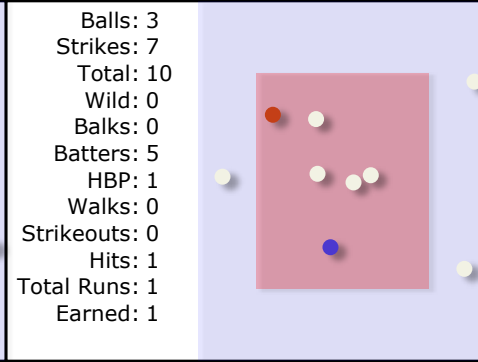 Balls: 3
Strikes: 7
Total: 10
Wild: 0
Balks: 0
Batters: 5
HBP: 1
Walks: 0
Strikeouts: 0
Hits: 1
Total Runs: 1
Earned: 1